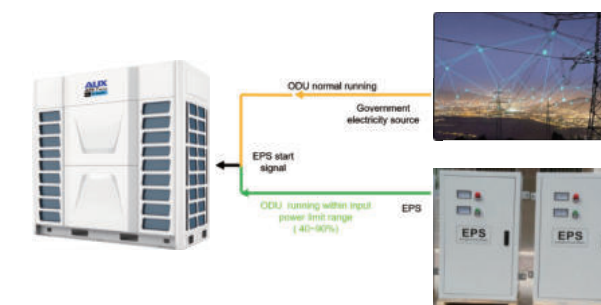 AUX
ODU normal running
Government
electricity source
EPS start
signal
ODU running within input
power limit range
( 40~90%)
EPS
EPS
EPS